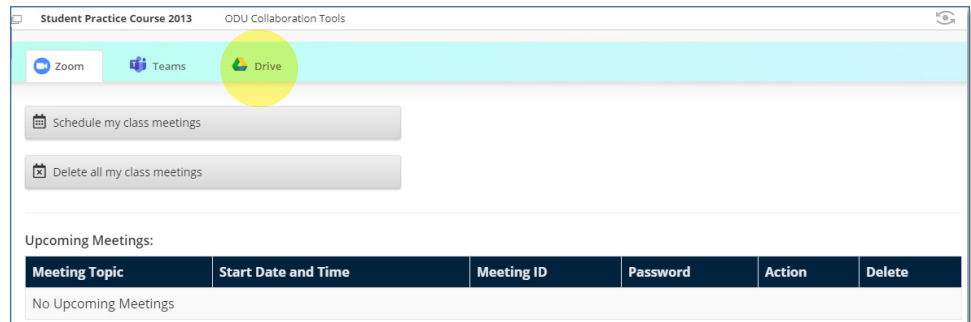 Student Practice Course 2013 ODU Collaboration Tools
Zoom Teams Drive
Schedule my class meetings
Delete all my class meetings
Upcoming Meetings:
Meeting Topic Start Date and Time Meeting ID Password Action Delete
No Upcoming Meetings